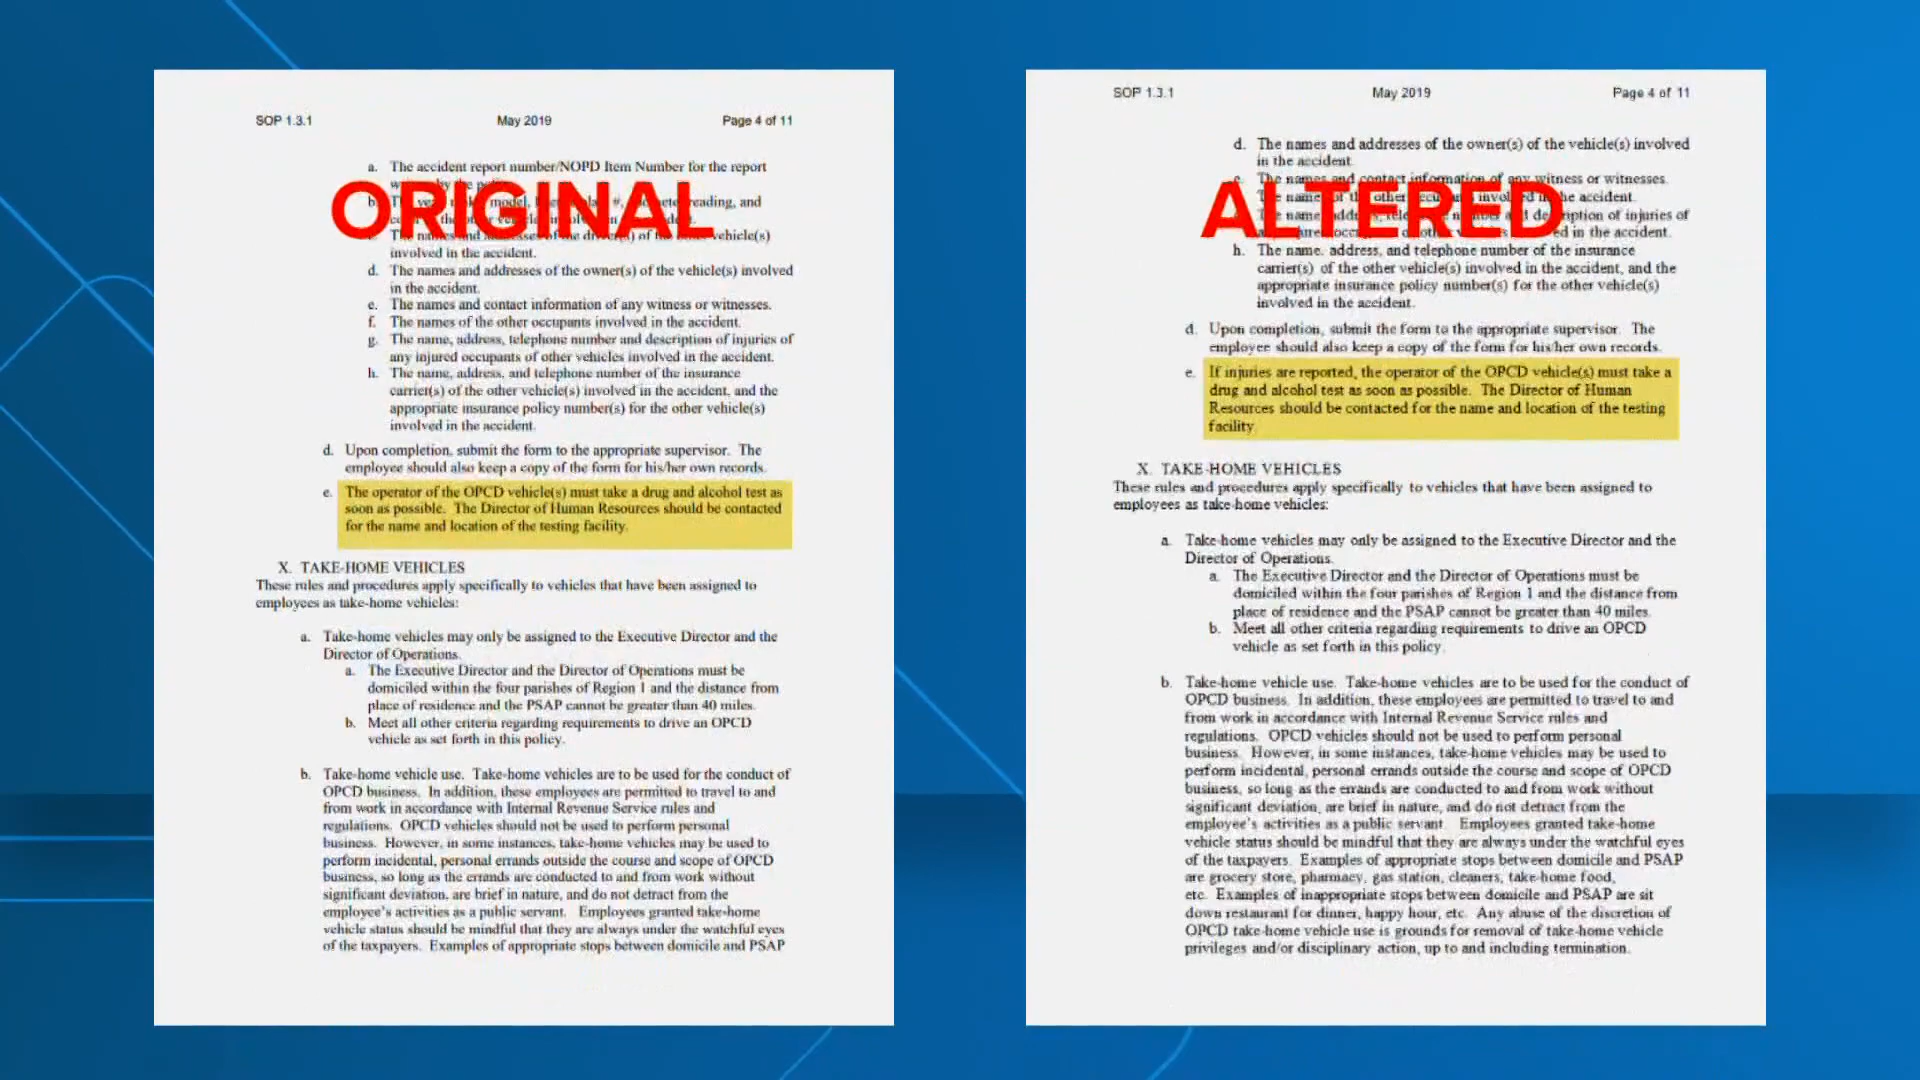 SOP 1.3.1 May 2019 Page 4 of 11
a. The accident report number/NOPD Item Number for the report
by the
ORIGINAL
model, #, reading, and
the
The names and of the of vehicle(s)
involved in the accident.
d. The names and addresses of the owner(s) of the vehicle(s) involved
in the accident.
e. The names and contact information of any witness or witnesses.
f. The names of the other occupants involved in the accident.
g. The name, address, telephone number and description of injuries of
any injured occupants of other vehicles involved in the accident.
h. The name, address, and telephone number of the insurance
carrier(s) of the other vehicle(s) involved in the accident, and the
appropriate insurance policy number(s) for the other vehicle(s)
involved in the accident.
d. Upon completion, submit the form to the appropriate supervisor. The
employee should also keep a copy of the form for his/her own records.
e. The operator of the OPCD vehicle(s) must take a drug and alcohol test as
soon as possible. The Director of Human Resources should be contacted
for the name and location of the testing facility.
X. TAKE-HOME VEHICLES
These rules and procedures apply specifically to vehicles that have been assigned to
employees as take-home vehicles:
a. Take-home vehicles may only be assigned to the Executive Director and the
Director of Operations.
a. The Executive Director and the Director of Operations must be
domiciled within the four parishes of Region 1 and the distance from
place of residence and the PSAP cannot be greater than 40 miles.
b. Meet all other criteria regarding requirements to drive an OPCD
vehicle as set forth in this policy.
b. Take-home vehicle use. Take-home vehicles are to be used for the conduct of
OPCD business. In addition, these employees are permitted to travel to and
from work in accordance with Internal Revenue Service rules and
regulations. OPCD vehicles should not be used to perform personal
business. However, in some instances, take-home vehicles may be used to
perform incidental, personal errands outside the course and scope of OPCD
business, so long as the errands are conducted to and from work without
significant deviation, are brief in nature, and do not detract from the
employee's activities as a public servant. Employees granted take-home
vehicle status should be mindful that they are always under the watchful eyes
of the taxpayers. Examples of appropriate stops between domicile and PSAP
SOP 1.3.1 May 2019 Page 4 of 11
d. The names and addresses of the owner(s) of the vehicle(s) involved
in the accident.
e. The names and contact information of any witness or witnesses.
ALTERED
name of the other the accident.
name description of injuries of
in the accident.
h. The name, address, and telephone number of the insurance
carrier(s) of the other vehicle(s) involved in the accident, and the
appropriate insurance policy number(s) for the other vehicle(s)
involved in the accident.
d. Upon completion, submit the form to the appropriate supervisor. The
employee should also keep a copy of the form for his/her own records.
e. If injuries are reported, the operator of the OPCD vehicle(s) must take a
drug and alcohol test as soon as possible. The Director of Human
Resources should be contacted for the name and location of the testing
facility.
X. TAKE-HOME VEHICLES
These rules and procedures apply specifically to vehicles that have been assigned to
employees as take-home vehicles:
a. Take-home vehicles may only be assigned to the Executive Director and the
Director of Operations.
a. The Executive Director and the Director of Operations must be
domiciled within the four parishes of Region 1 and the distance from
place of residence and the PSAP cannot be greater than 40 miles.
b. Meet all other criteria regarding requirements to drive an OPCD
vehicle as set forth in this policy.
b. Take-home vehicle use. Take-home vehicles are to be used for the conduct of
OPCD business. In addition, these employees are permitted to travel to and
from work in accordance with Internal Revenue Service rules and
regulations. OPCD vehicles should not be used to perform personal
business. However, in some instances, take-home vehicles may be used to
perform incidental, personal errands outside the course and scope of OPCD
business, so long as the errands are conducted to and from work without
significant deviation, are brief in nature, and do not detract from the
employee's activities as a public servant. Employees granted take-home
vehicle status should be mindful that they are always under the watchful eyes
of the taxpayers. Examples of appropriate stops between domicile and PSAP
are grocery store, pharmacy, gas station, cleaners, take-home food,
etc. Examples of inappropriate stops between domicile and PSAP are sit
down restaurant for dinner, happy hour, etc. Any abuse of the discretion of
OPCD take-home vehicle use is grounds for removal of take-home vehicle
privileges and/or disciplinary action, up to and including termination.